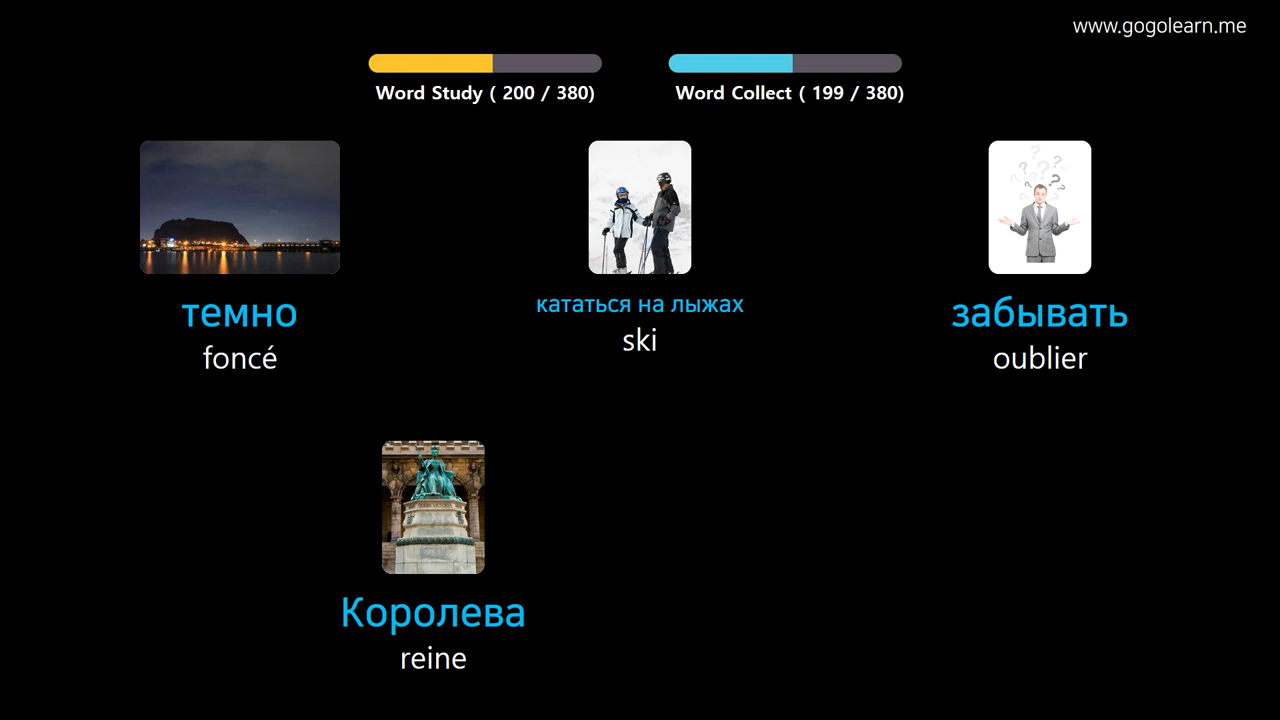 www.gogolearn.me
Word Study ( 200 / 380)
Word Collect ( 199 / 380)
темно
foncé
кататься на лыжах
ski
забывать
oublier
Королева
reine